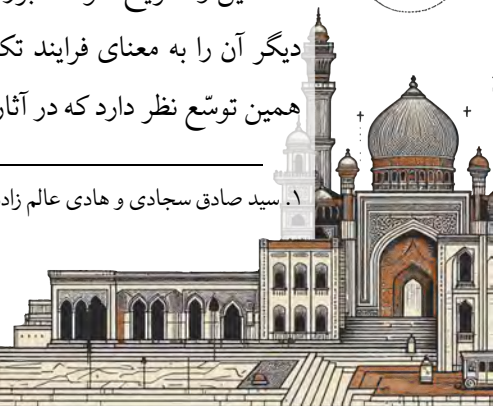 دیگر آن را به معنای فرایند
همین توسّع نظر دارد که در آثار
۱. سید صادق سجادی و هادی عالم زاد